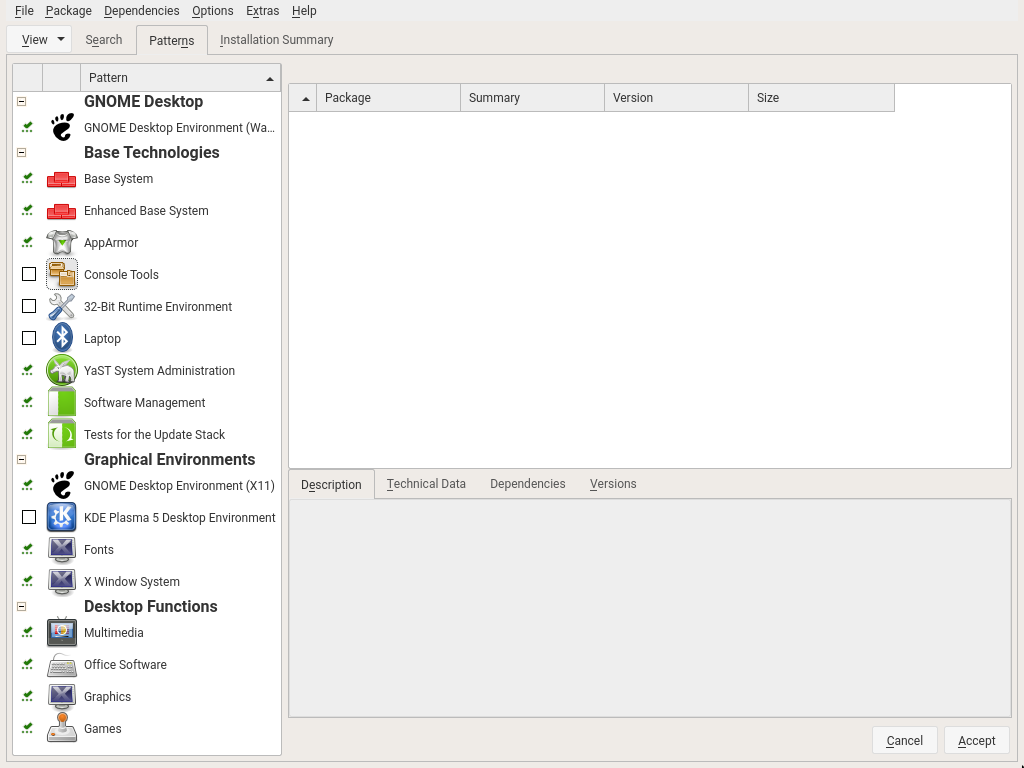 File Package Dependencies Options Extras Help
View Search Patterns Installation Summary
Pattern
GNOME Desktop
GNOME Desktop Environment (Wa...
Base Technologies
Base System
Enhanced Base System
AppArmor
Console Tools
32-Bit Runtime Environment
Laptop
YaST System Administration
Software Management
Tests for the Update Stack
Graphical Environments
GNOME Desktop Environment (X11)
KDE Plasma 5 Desktop Environment
Fonts
X Window System
Desktop Functions
Multimedia
Office Software
Graphics
Games
Package Summary Version Size
Description Technical Data Dependencies Versions
Cancel Accept